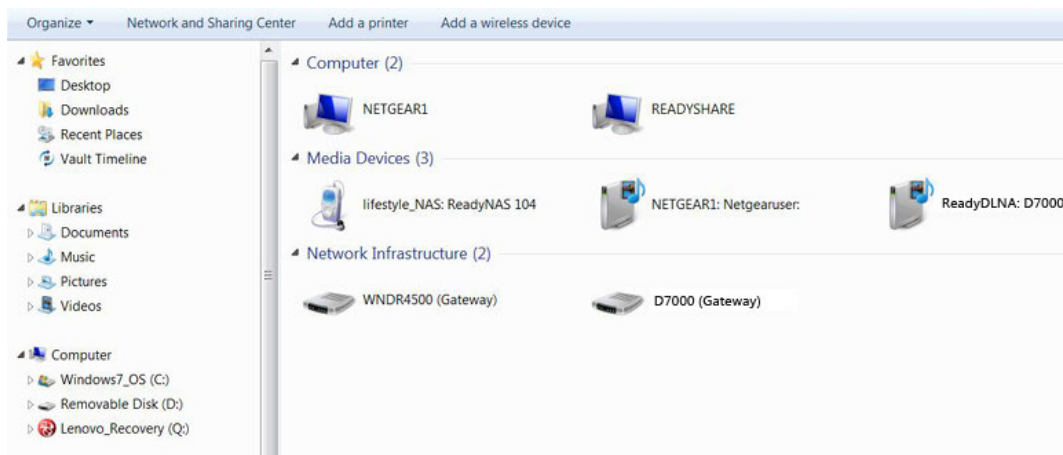 Organize Network and Sharing Center Add a printer Add a wireless device
Favorites
Desktop
Downloads
Recent Places
Vault Timeline
Libraries
Documents
Music
Pictures
Videos
Computer
Windows7_OS (C:)
Removable Disk (D:)
Lenovo_Recovery (Q:)
Computer (2)
NETGEAR1 READYSHARE
Media Devices (3)
lifestyle_NAS: ReadyNAS 104 NETGEAR1: Netgearuser: ReadyDLNA: D7000
Network Infrastructure (2)
WNDR4500 (Gateway) D7000 (Gateway)